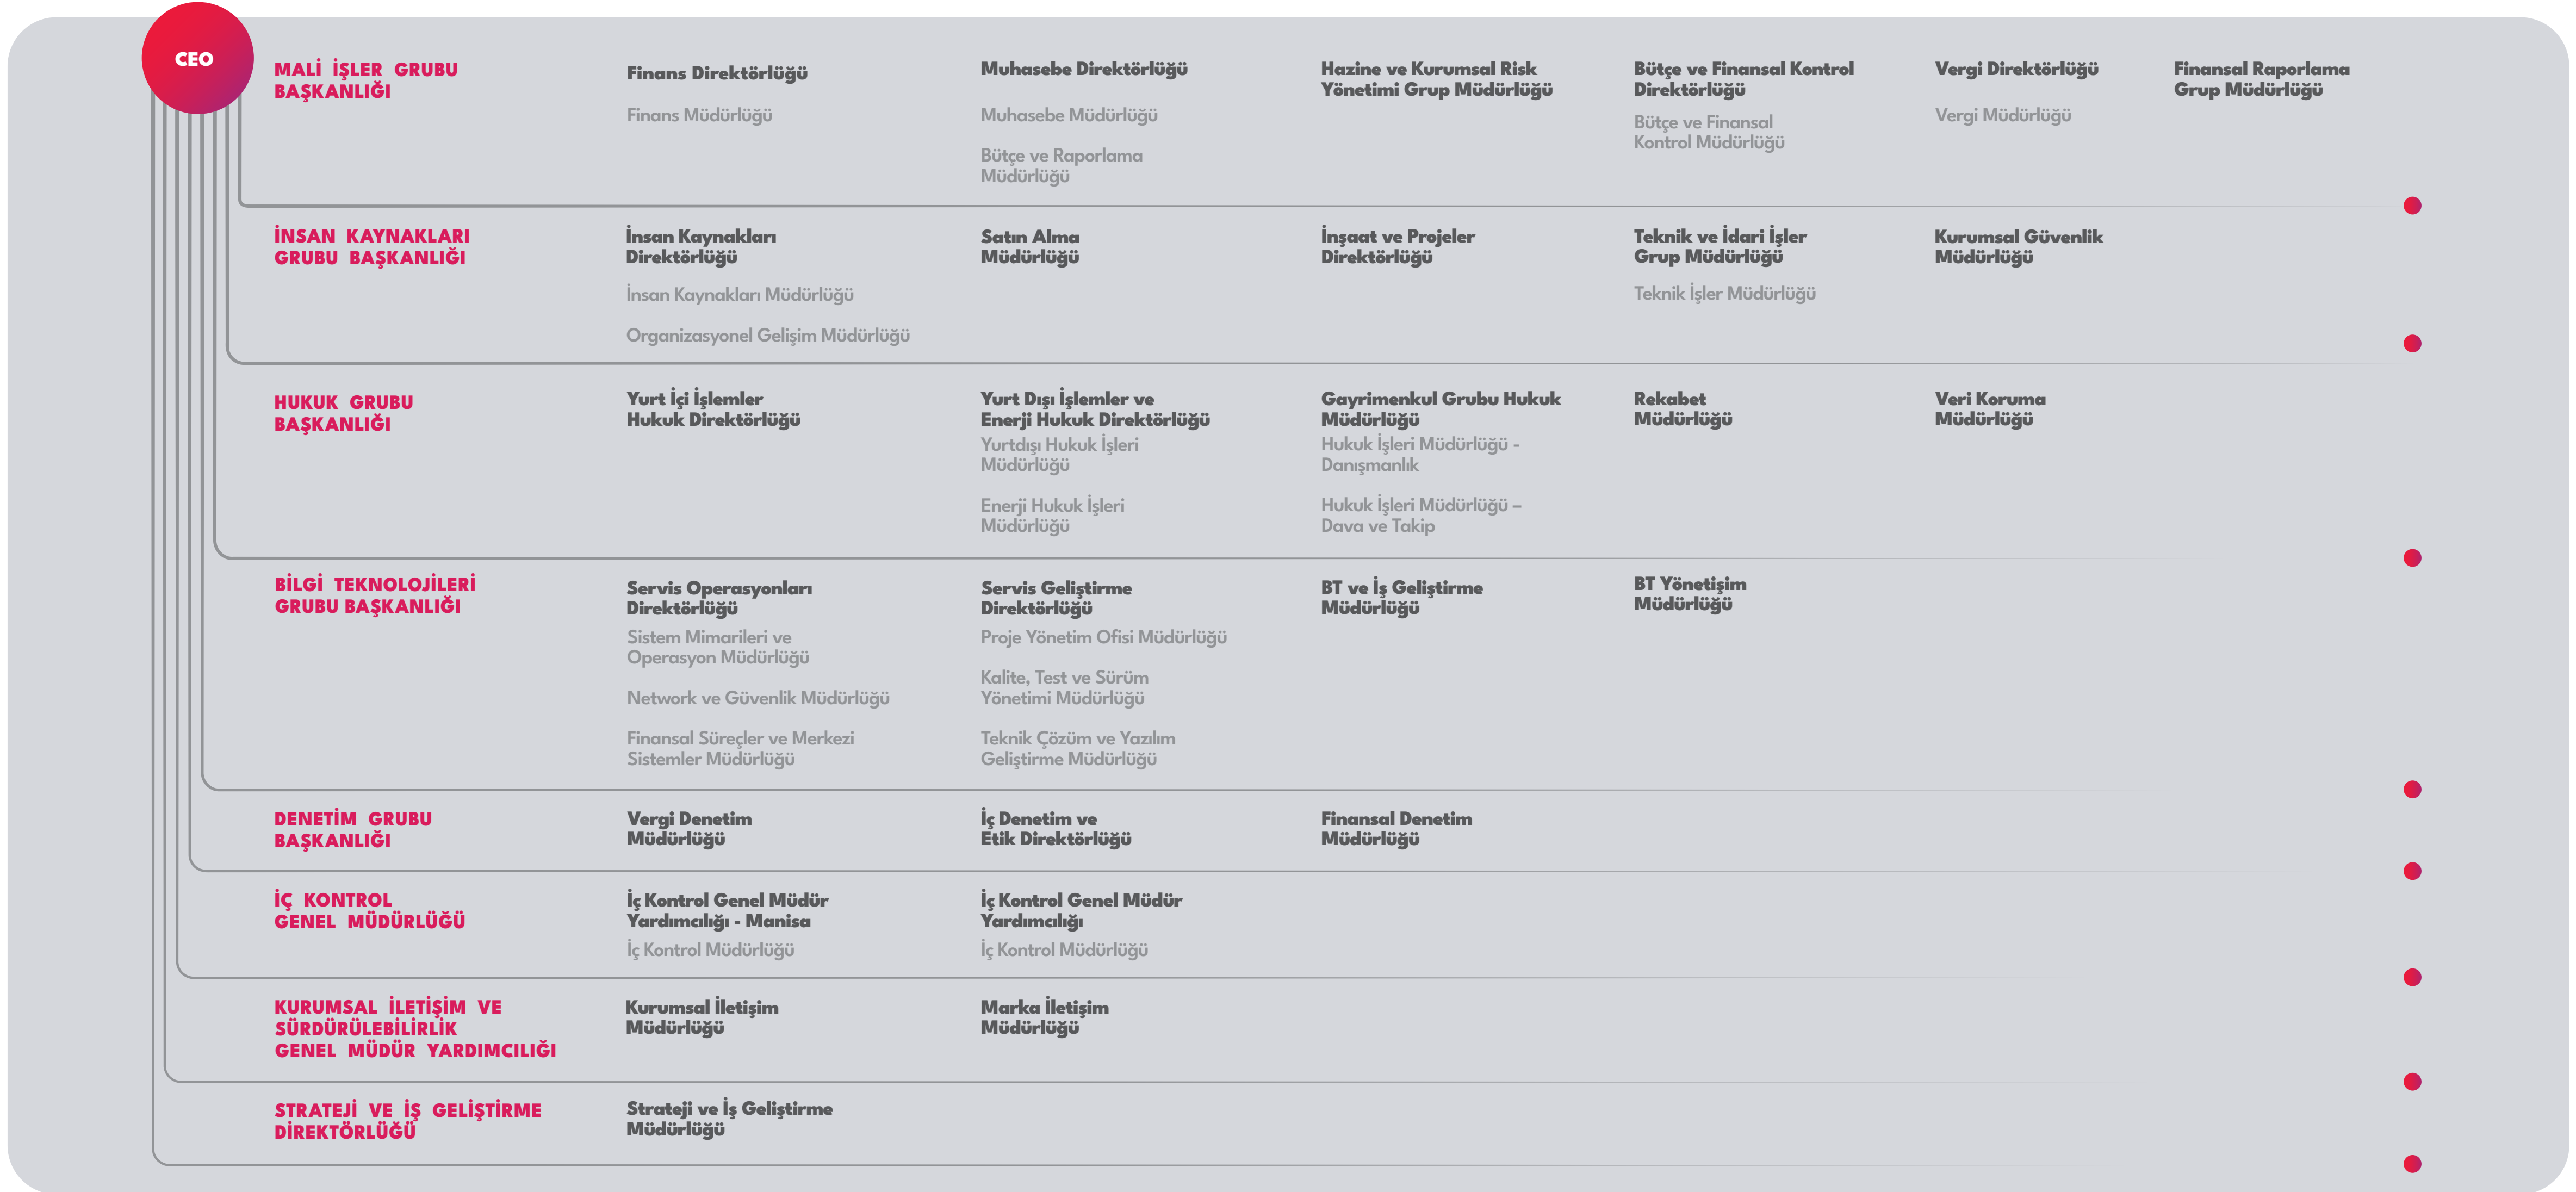 CEO
MALİ İŞLER GRUBU
BAŞKANLIĞI
Finans Direktörlüğü
Finans Müdürlüğü
Muhasebe Direktörlüğü
Muhasebe Müdürlüğü
Bütçe ve Raporlama
Müdürlüğü
Hazine ve Kurumsal Risk
Yönetimi Grup Müdürlüğü
Bütçe ve Finansal Kontrol
Direktörlüğü
Bütçe ve Finansal
Kontrol Müdürlüğü
Vergi Direktörlüğü
Vergi Müdürlüğü
Finansal Raporlama
Grup Müdürlüğü
İNSAN KAYNAKLARI
GRUBU BAŞKANLIĞI
İnsan Kaynakları
Direktörlüğü
İnsan Kaynakları Müdürlüğü
Organizasyonel Gelişim Müdürlüğü
Satın Alma
Müdürlüğü
İnşaat ve Projeler
Direktörlüğü
Teknik ve İdari İşler
Grup Müdürlüğü
Teknik İşler Müdürlüğü
Kurumsal Güvenlik
Müdürlüğü
HUKUK GRUBU
BAŞKANLIĞI
Yurt İçi İşlemler
Hukuk Direktörlüğü
Yurt Dışı İşlemler ve
Enerji Hukuk Direktörlüğü
Yurtdışı Hukuk İşleri
Müdürlüğü
Enerji Hukuk İşleri
Müdürlüğü
Gayrimenkul Grubu Hukuk
Müdürlüğü
Hukuk İşleri Müdürlüğü -
Danışmanlık
Hukuk İşleri Müdürlüğü –
Dava ve Takip
Rekabet
Müdürlüğü
Veri Koruma
Müdürlüğü
BİLGİ TEKNOLOJİLERİ
GRUBU BAŞKANLIĞI
Servis Operasyonları
Direktörlüğü
Sistem Mimarileri ve
Operasyon Müdürlüğü
Network ve Güvenlik Müdürlüğü
Finansal Süreçler ve Merkezi
Sistemler Müdürlüğü
Servis Geliştirme
Direktörlüğü
Proje Yönetim Ofisi Müdürlüğü
Kalite, Test ve Sürüm
Yönetimi Müdürlüğü
Teknik Çözüm ve Yazılım
Geliştirme Müdürlüğü
BT ve İş Geliştirme
Müdürlüğü
BT Yönetişim
Müdürlüğü
DENETİM GRUBU
BAŞKANLIĞI
Vergi Denetim
Müdürlüğü
İç Denetim ve
Etik Direktörlüğü
Finansal Denetim
Müdürlüğü
İÇ KONTROL
GENEL MÜDÜRLÜĞÜ
İç Kontrol Genel Müdür
Yardımcılığı - Manisa
İç Kontrol Müdürlüğü
İç Kontrol Genel Müdür
Yardımcılığı
İç Kontrol Müdürlüğü
KURUMSAL İLETİŞİM VE
SÜRDÜRÜLEBİLİRLİK
GENEL MÜDÜR YARDIMCILIĞI
Kurumsal İletişim
Müdürlüğü
Marka İletişim
Müdürlüğü
STRATEJİ VE İŞ GELİŞTİRME
DİREKTÖRLÜĞÜ
Strateji ve İş Geliştirme
Müdürlüğü